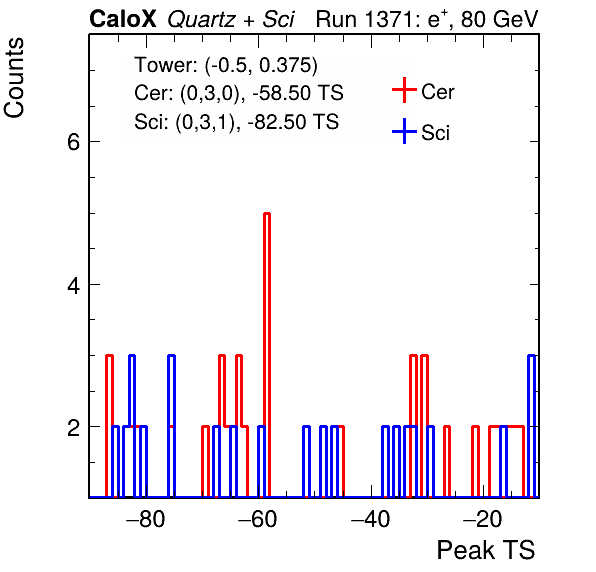 CaloX Quartz + Sci Run 1371: e⁺, 80 GeV
Tower: (-0.5, 0.375)
Cer: (0,3,0), -58.50 TS
Sci: (0,3,1), -82.50 TS
Cer
Sci
Counts
6
4
2
−80 −60 −40 −20
Peak TS